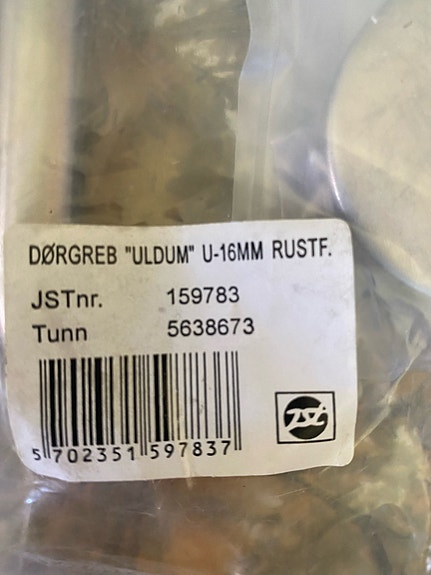 DØRGREB "ULDUM" U-16MM RUSTF.
JSTnr. 159783
Tunn 5638673
5 702351 597837